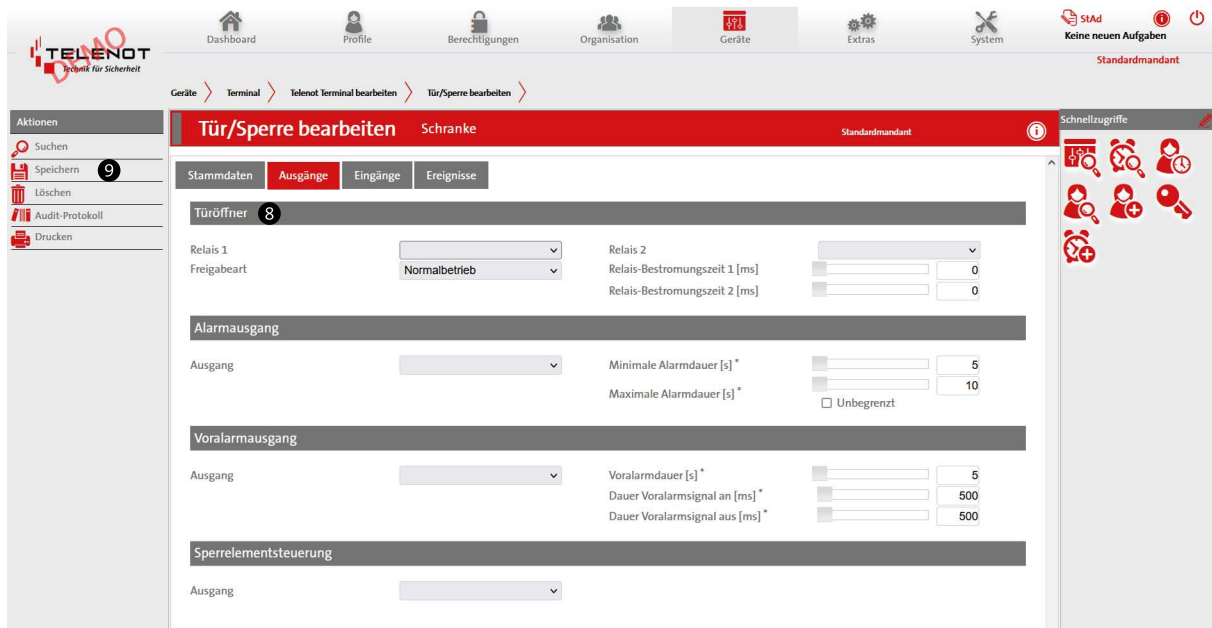 TELENOT
DEMO
Technik für Sicherheit
Dashboard
Profile
Berechtigungen
Organisation
Geräte
Extras
System
StAd
Keine neuen Aufgaben
Standardmandant
Geräte Terminal Telenot Terminal bearbeiten Tür/Sperre bearbeiten
Aktionen
Suchen
Speichern 9
Löschen
Audit-Protokoll
Drucken
Tür/Sperre bearbeiten Schranke Standardmandant
Stammdaten Ausgänge Eingänge Ereignisse
Türöffner 8
Relais 1
Relais 2
Freigabeart Normalbetrieb
Relais-Bestromungszeit 1 [ms] 0
Relais-Bestromungszeit 2 [ms] 0
Alarmausgang
Ausgang
Minimale Alarmdauer [s] * 5
Maximale Alarmdauer [s] * 10
Unbegrenzt
Voralarmausgang
Ausgang
Voralarmdauer [s] * 5
Dauer Voralarmsignal an [ms] * 500
Dauer Voralarmsignal aus [ms] * 500
Sperrelementsteuerung
Ausgang
Schnellzugriffe